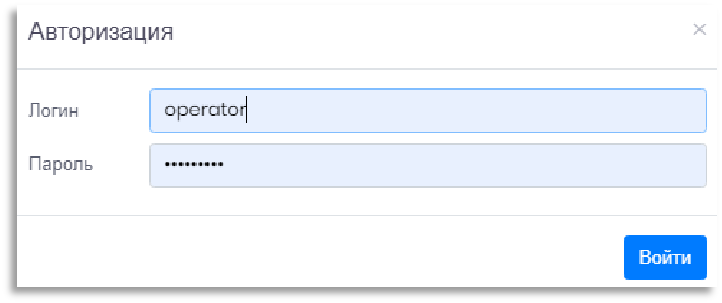 Авторизация ×
Логин operator
Пароль •••••••••
Войти